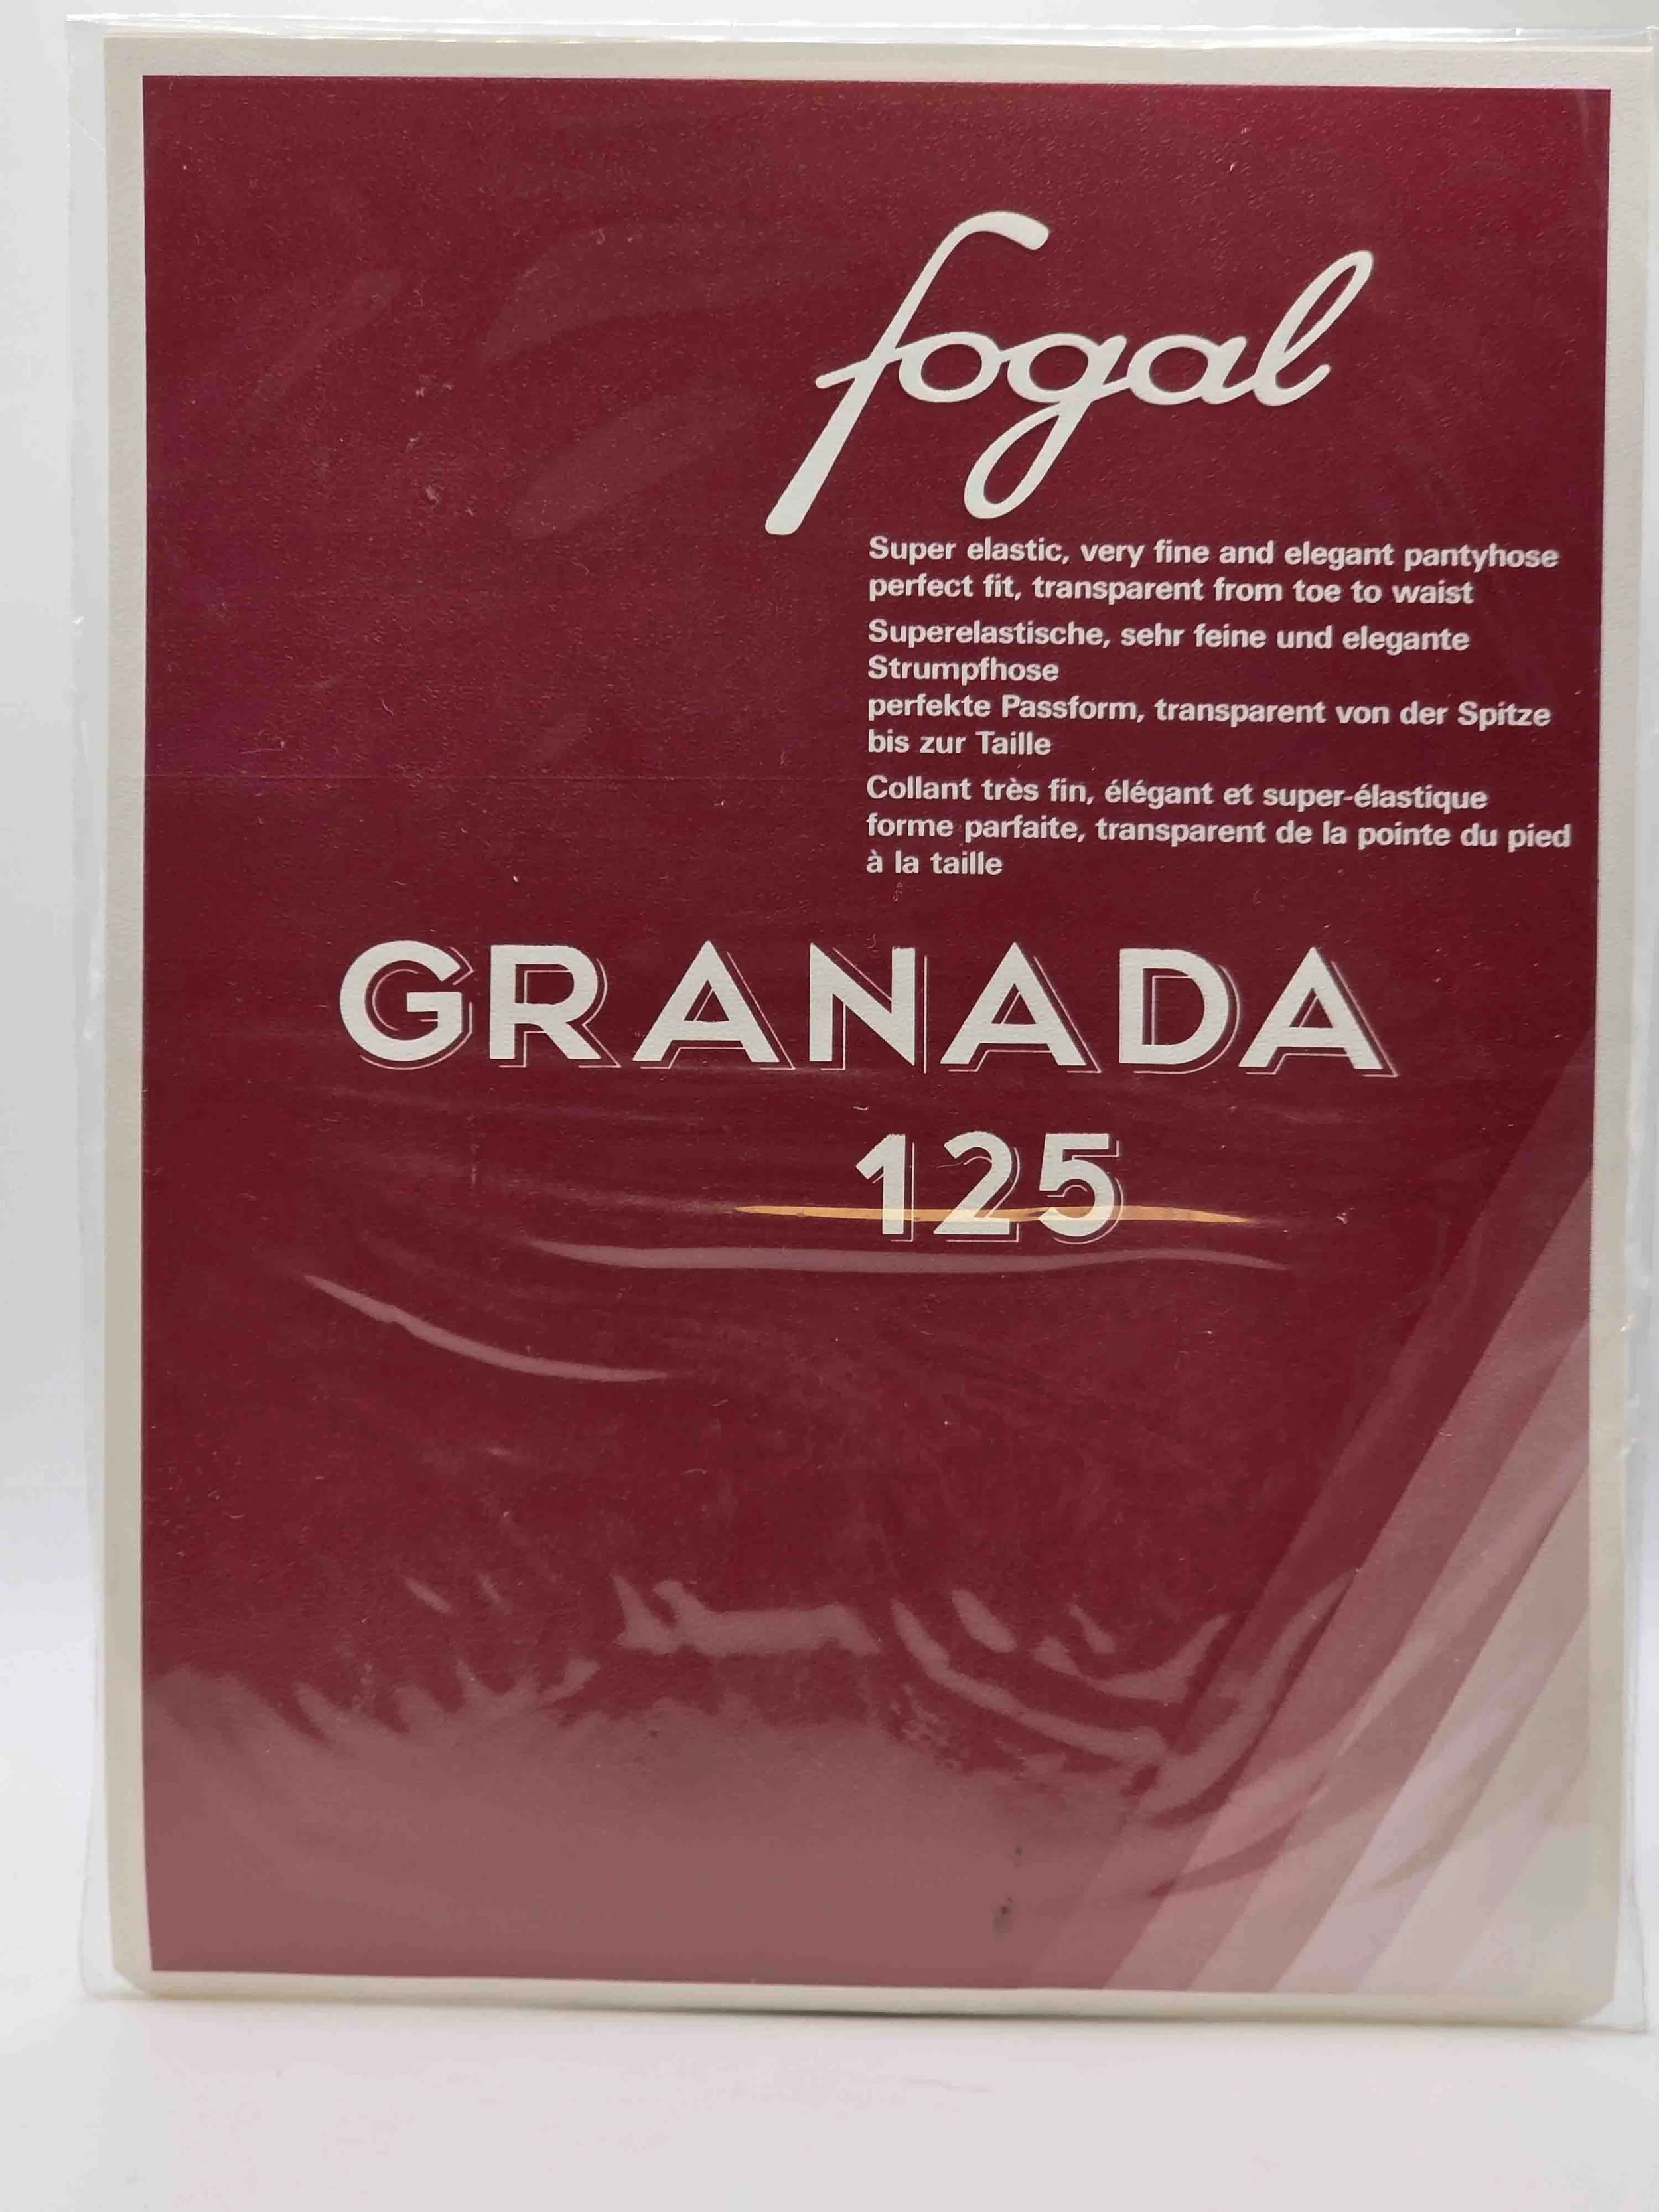 fogal
Super elastic, very fine and elegant pantyhose
perfect fit, transparent from toe to waist
Superelastische, sehr feine und elegante
Strumpfhose
perfekte Passform, transparent von der Spitze
bis zur Taille
Collant très fin, élégant et super-élastique
forme parfaite, transparent de la pointe du pied
à la taille
GRANADA
125